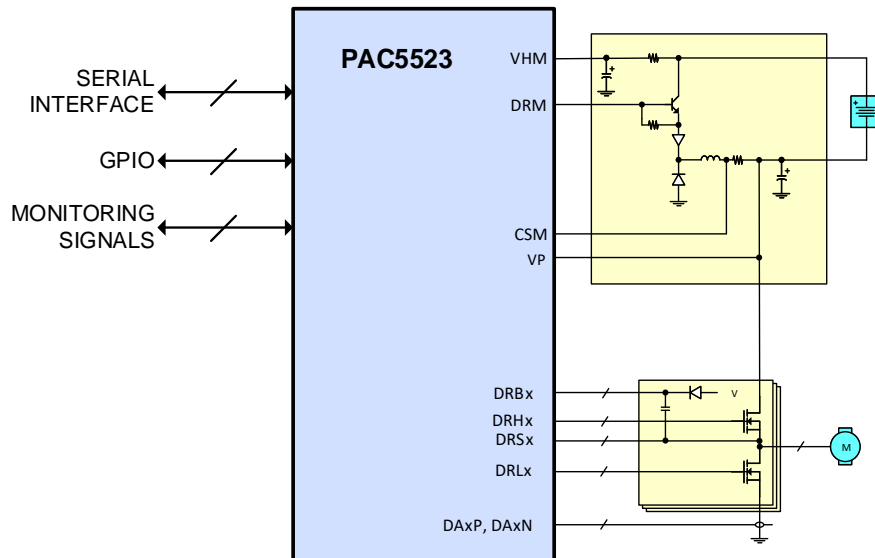 PAC5523
SERIAL
INTERFACE
GPIO
MONITORING
SIGNALS
VHM
DRM
CSM
VP
DRBx
DRHx
DRSx
DRLx
DAxP, DAxN
V
M
+
+
+